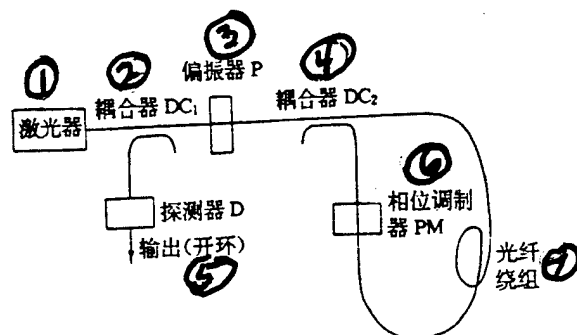 ①
激光器
②
耦合器 DC₁
③
偏振器 P
④
耦合器 DC₂
探测器 D
输出(开环)
⑤
⑥
相位调制
器 PM
光纤
绕组
⑦